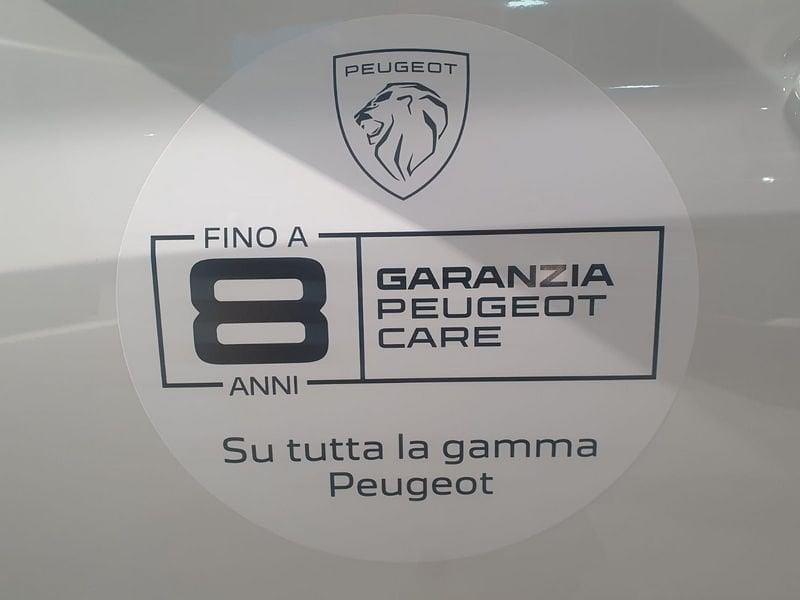 PEUGEOT
FINO A
8
ANNI
GARANZIA
PEUGEOT
CARE
Su tutta la gamma
Peugeot